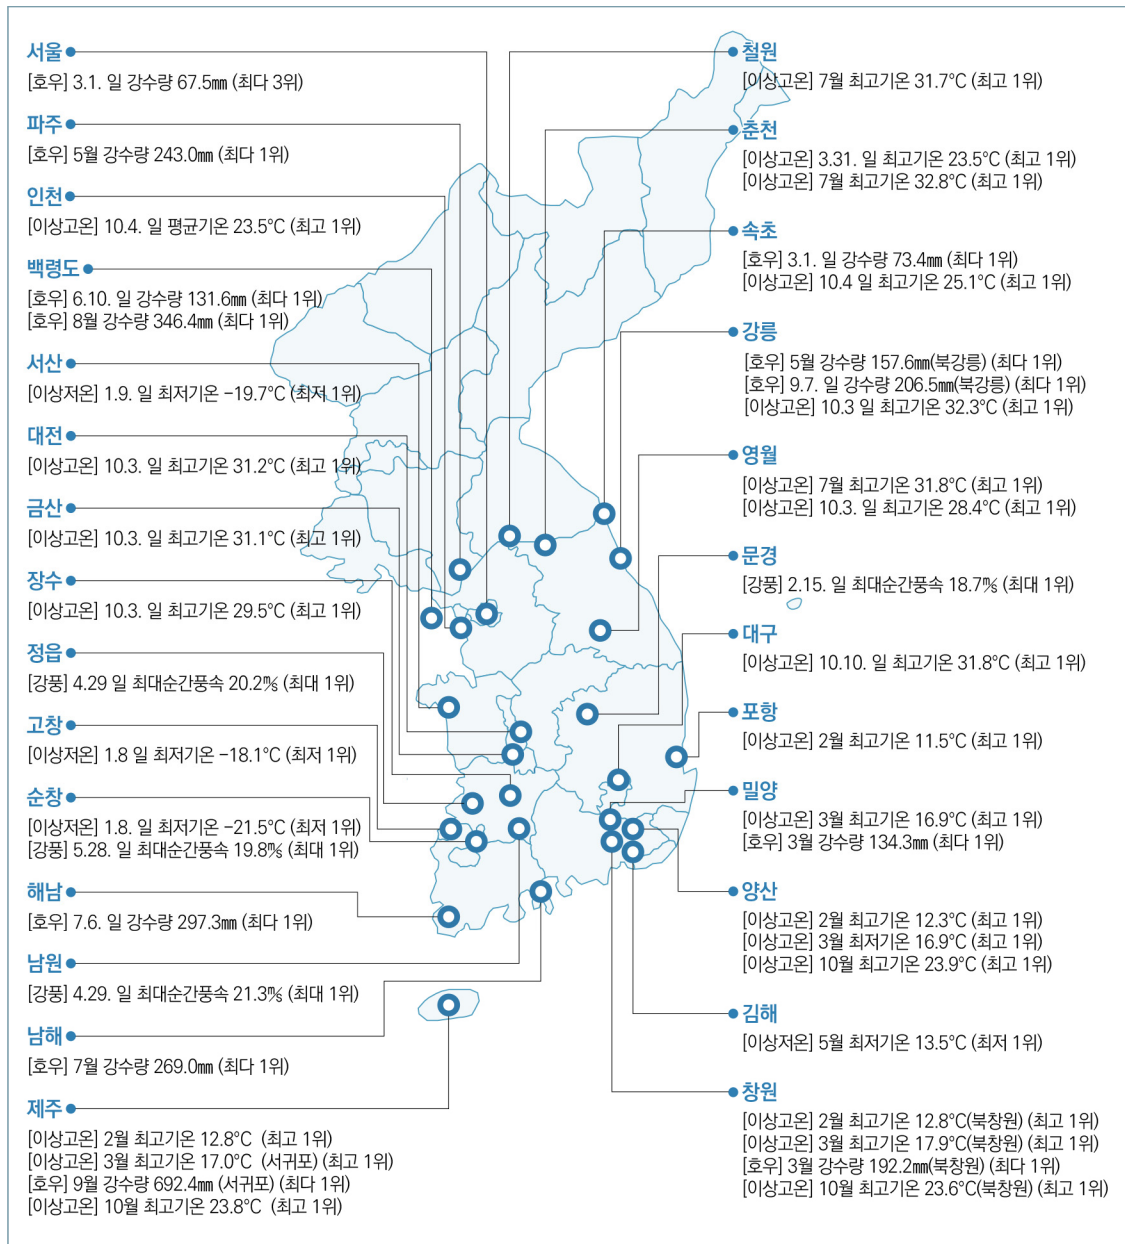 서울
[호우] 3.1. 일 강수량 67.5㎜ (최다 3위)
파주
[호우] 5월 강수량 243.0㎜ (최다 1위)
인천
[이상고온] 10.4. 일 평균기온 23.5°C (최고 1위)
백령도
[호우] 6.10. 일 강수량 131.6㎜ (최다 1위)
[호우] 8월 강수량 346.4㎜ (최다 1위)
서산
[이상저온] 1.9. 일 최저기온 -19.7°C (최저 1위)
대전
[이상고온] 10.3. 일 최고기온 31.2°C (최고 1위)
금산
[이상고온] 10.3. 일 최고기온 31.1°C (최고 1위)
장수
[이상고온] 10.3. 일 최고기온 29.5°C (최고 1위)
정읍
[강풍] 4.29 일 최대순간풍속 20.2㎧ (최대 1위)
고창
[이상저온] 1.8 일 최저기온 -18.1°C (최저 1위)
순창
[이상저온] 1.8. 일 최저기온 -21.5°C (최저 1위)
[강풍] 5.28. 일 최대순간풍속 19.8㎧ (최대 1위)
해남
[호우] 7.6. 일 강수량 297.3㎜ (최다 1위)
남원
[강풍] 4.29. 일 최대순간풍속 21.3㎧ (최대 1위)
남해
[호우] 7월 강수량 269.0㎜ (최다 1위)
제주
[이상고온] 2월 최고기온 12.8°C (최고 1위)
[이상고온] 3월 최고기온 17.0°C (서귀포) (최고 1위)
[호우] 9월 강수량 692.4㎜ (서귀포) (최다 1위)
[이상고온] 10월 최고기온 23.8°C (최고 1위)
철원
[이상고온] 7월 최고기온 31.7°C (최고 1위)
춘천
[이상고온] 3.31. 일 최고기온 23.5°C (최고 1위)
[이상고온] 7월 최고기온 32.8°C (최고 1위)
속초
[호우] 3.1. 일 강수량 73.4㎜ (최다 1위)
[이상고온] 10.4 일 최고기온 25.1°C (최고 1위)
강릉
[호우] 5월 강수량 157.6㎜(북강릉) (최다 1위)
[호우] 9.7. 일 강수량 206.5㎜(북강릉) (최다 1위)
[이상고온] 10.3 일 최고기온 32.3°C (최고 1위)
영월
[이상고온] 7월 최고기온 31.8°C (최고 1위)
[이상고온] 10.3. 일 최고기온 28.4°C (최고 1위)
문경
[강풍] 2.15. 일 최대순간풍속 18.7㎧ (최대 1위)
대구
[이상고온] 10.10. 일 최고기온 31.8°C (최고 1위)
포항
[이상고온] 2월 최고기온 11.5°C (최고 1위)
밀양
[이상고온] 3월 최고기온 16.9°C (최고 1위)
[호우] 3월 강수량 134.3㎜ (최다 1위)
양산
[이상고온] 2월 최고기온 12.3°C (최고 1위)
[이상고온] 3월 최저기온 16.9°C (최고 1위)
[이상고온] 10월 최고기온 23.9°C (최고 1위)
김해
[이상저온] 5월 최저기온 13.5°C (최저 1위)
창원
[이상고온] 2월 최고기온 12.8°C(북창원) (최고 1위)
[이상고온] 3월 최고기온 17.9°C(북창원) (최고 1위)
[호우] 3월 강수량 192.2㎜(북창원) (최다 1위)
[이상고온] 10월 최고기온 23.6°C(북창원) (최고 1위)